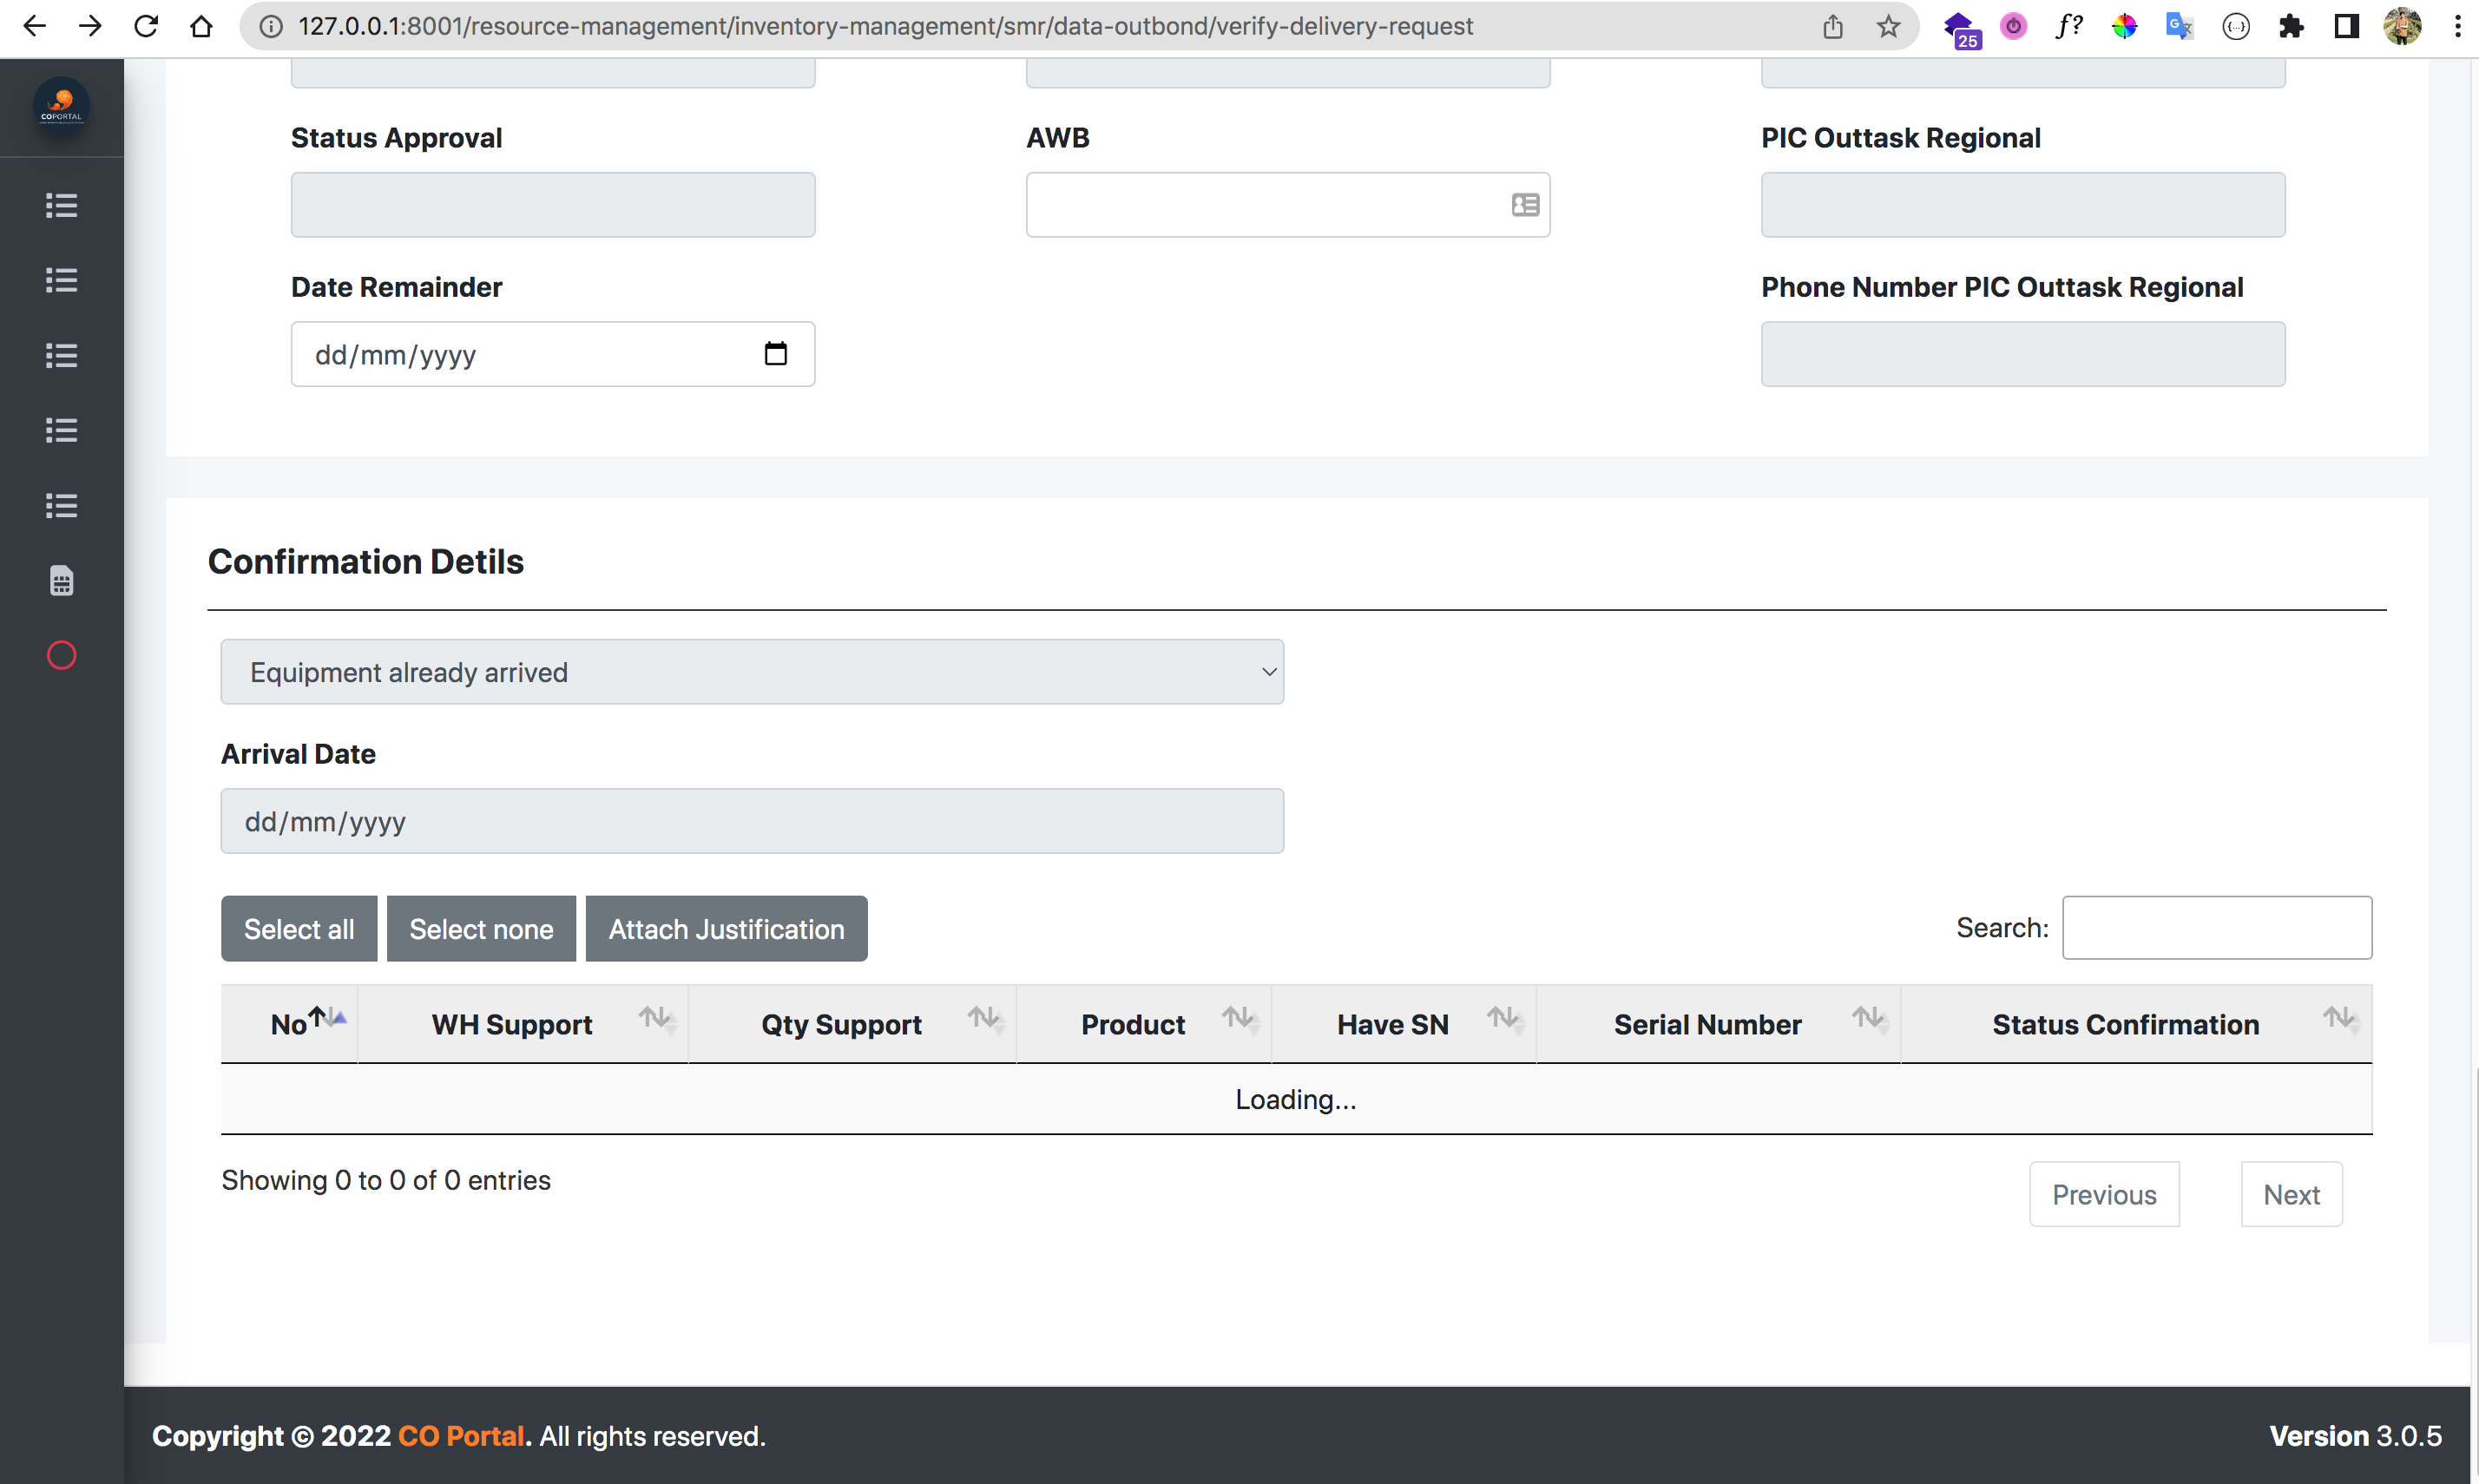 127.0.0.1:8001/resource-management/inventory-management/smr/data-outbond/verify-delivery-request
25
f?
COPORTAL
Status Approval
AWB
PIC Outtask Regional
Date Remainder
Phone Number PIC Outtask Regional
dd/mm/yyyy
Confirmation Detils
Equipment already arrived
Arrival Date
dd/mm/yyyy
Select all
Select none
Attach Justification
Search:
No
WH Support
Qty Support
Product
Have SN
Serial Number
Status Confirmation
Loading...
Showing 0 to 0 of 0 entries
Previous
Next
Copyright © 2022 CO Portal. All rights reserved.
Version 3.0.5